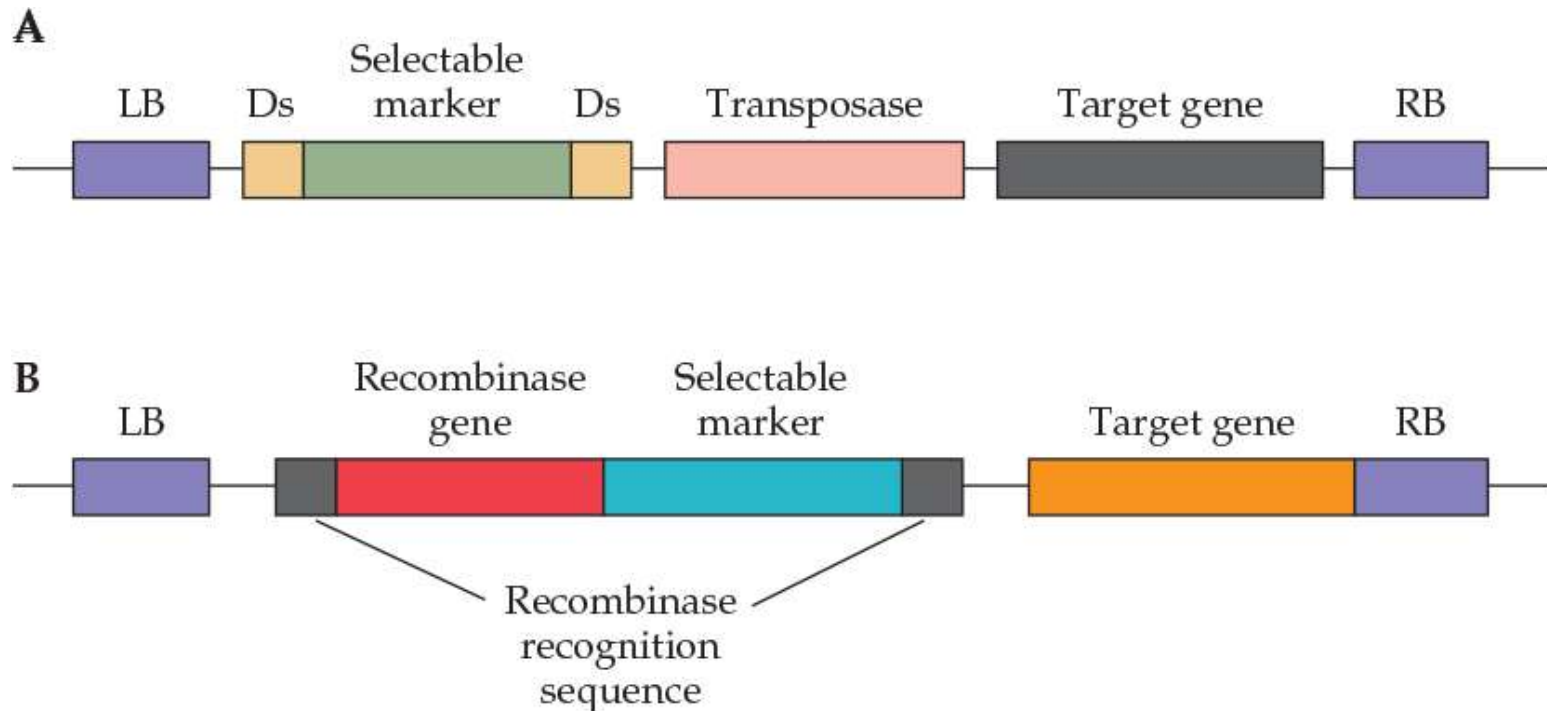 A
Selectable
LB Ds marker Ds Transposase Target gene RB
B
Recombinase Selectable
LB gene marker Target gene RB
Recombinase
recognition
sequence